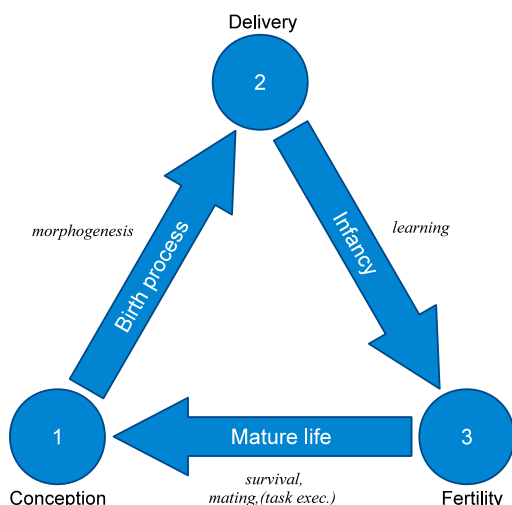 Delivery
2
morphogenesis
Birth process
Infancy
learning
1
Mature life
3
survival,
mating,(task exec.)
Conception
Fertility